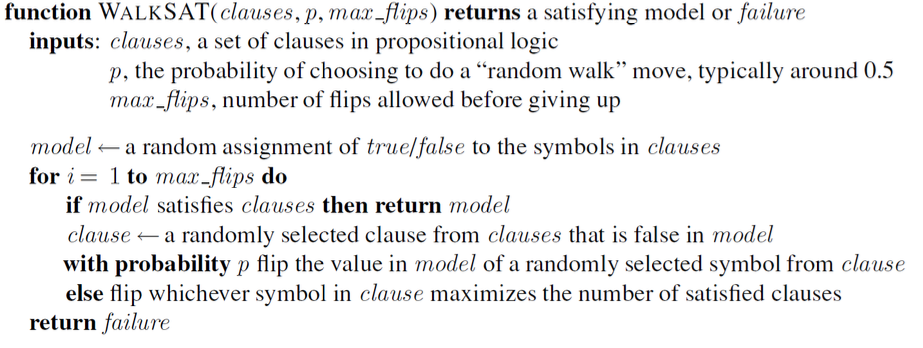 function WALKSAT(clauses, p, max_flips) returns a satisfying model or failure
inputs: clauses, a set of clauses in propositional logic
p, the probability of choosing to do a “random walk” move, typically around 0.5
max_flips, number of flips allowed before giving up
model ← a random assignment of true/false to the symbols in clauses
for i = 1 to max_flips do
if model satisfies clauses then return model
clause ← a randomly selected clause from clauses that is false in model
with probability p flip the value in model of a randomly selected symbol from clause
else flip whichever symbol in clause maximizes the number of satisfied clauses
return failure